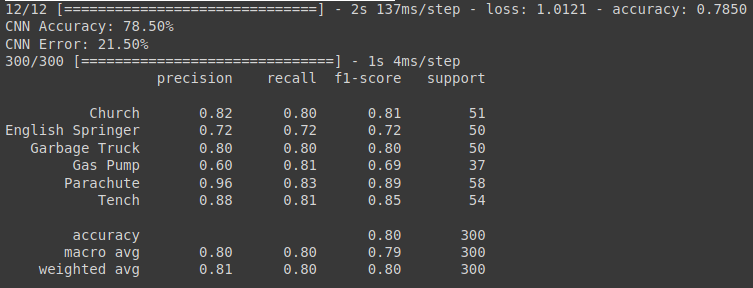 12/12 [==============================] - 2s 137ms/step - loss: 1.0121 - accuracy: 0.7850
CNN Accuracy: 78.50%
CNN Error: 21.50%
300/300 [==============================] - 1s 4ms/step
precision recall f1-score support
Church 0.82 0.80 0.81 51
English Springer 0.72 0.72 0.72 50
Garbage Truck 0.80 0.80 0.80 50
Gas Pump 0.60 0.81 0.69 37
Parachute 0.96 0.83 0.89 58
Tench 0.88 0.81 0.85 54
accuracy 0.80 300
macro avg 0.80 0.80 0.79 300
weighted avg 0.81 0.80 0.80 300